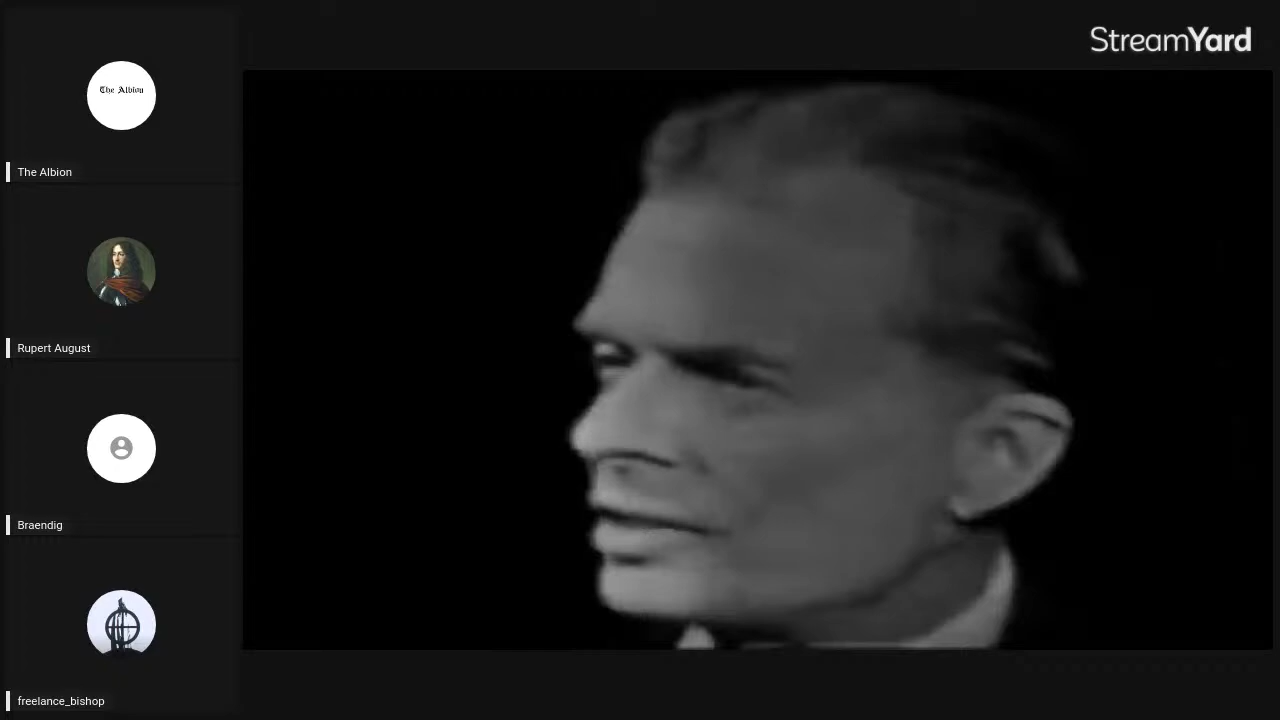 StreamYard
The Albion
The Albion
Rupert August
Braendig
freelance_bishop